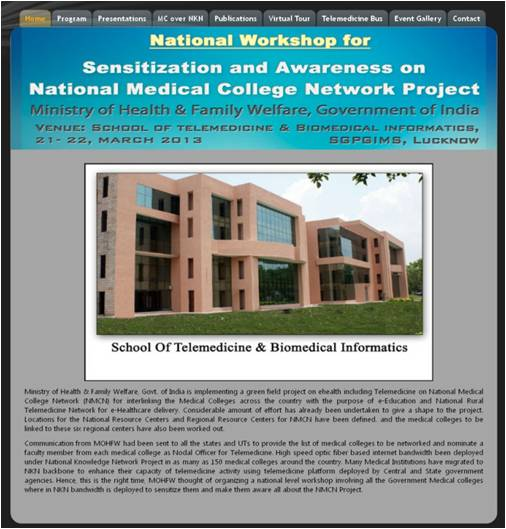 Home Program Presentations MC over NKN Publications Virtual Tour Telemedicine Bus Event Gallery Contact
National Workshop for
Sensitization and Awareness on
National Medical College Network Project
Ministry of Health & Family Welfare, Government of India
Venue: School of telemedicine & Biomedical informatics,
21- 22, march 2013 SGPGIMS, Lucknow
School Of Telemedicine & Biomedical Informatics
Ministry of Health & Family Welfare, Govt. of India is implementing a green field project on ehealth including Telemedicine on National Medical
College Network (NMCN) for interlinking the Medical Colleges across the country with the purpose of e-Education and National Rural
Telemedicine Network for e-Healthcare delivery. Considerable amount of effort has already been undertaken to give a shape to the project.
Locations for the National Resource Centers and Regional Resource Centers for NMCN have been defined. and the medical colleges to be
linked to these six regional centers have also been worked out.
Communication from MOHFW had been sent to all the states and UTs to provide the list of medical colleges to be networked and nominate a
faculty member from each medical college as Nodal Officer for Telemedicine. High speed optic fiber based internet bandwidth been deployed
under National Knowledge Network Project in as many as 150 medical colleges around the country. Many Medical Institutions have migrated to
NKN backbone to enhance their capacity of telemedicine activity using telemedicine platform deployed by Central and State government
agencies. Hence, this is the right time, MOHFW thought of organizing a national level workshop involving all the Government Medical colleges
where in NKN bandwidth is deployed to sensitize them and make them aware all about the NMCN Project.